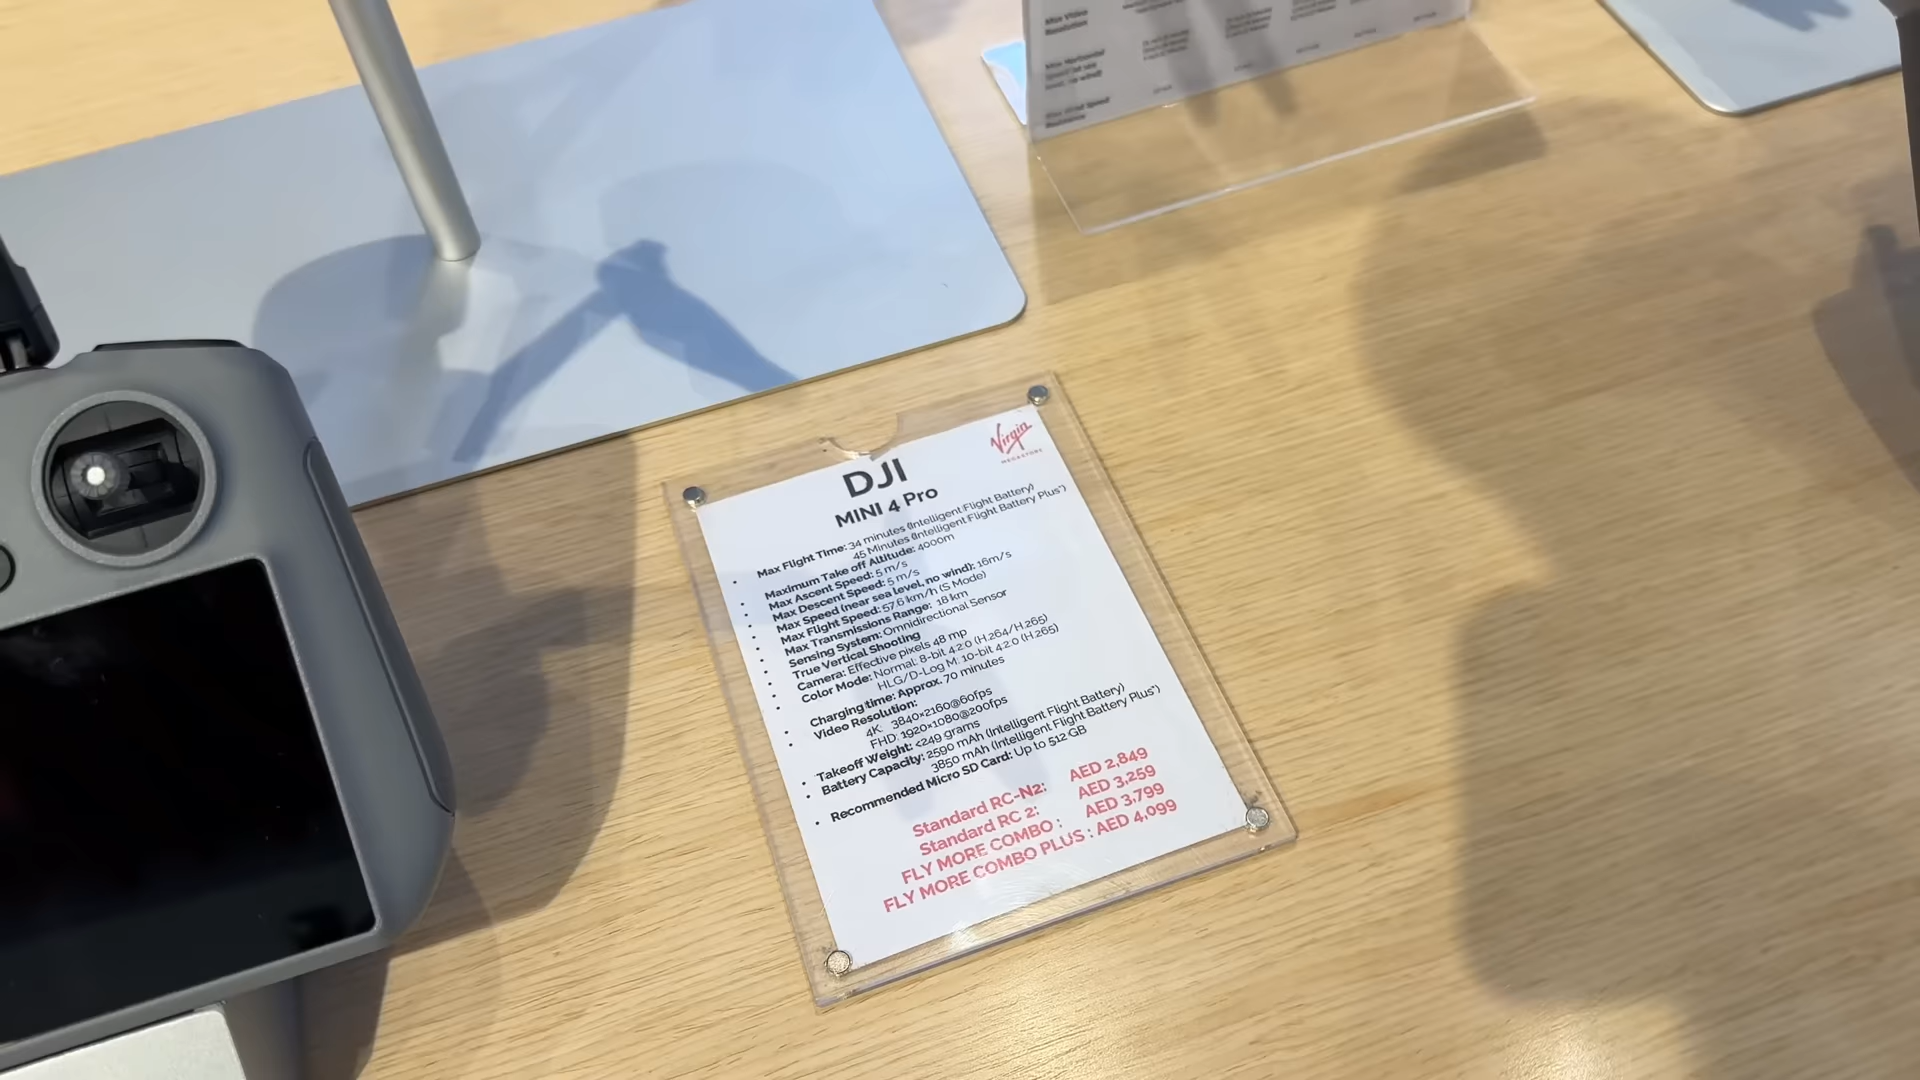 Max Video
Resolution
Max Horizontal
Resistance
Virgin
MEGASTORE
DJI
MINI 4 Pro
• Max Flight Time: 34 minutes (Intelligent Flight Battery)
45 Minutes (Intelligent Flight Battery Plus*)
• Maximum Take off Altitude: 4000m
• Max Ascent Speed: 5 m/s
• Max Descent Speed: 5 m/s
• Max Speed (near sea level, no wind): 16m/s
• Max Flight Speed: 57.6 km/h (S Mode)
• Max Transmissions Range: 18 km
• Sensing System: Omnidirectional Sensor
• True Vertical Shooting
• Camera: Effective pixels 48 mp
• Color Mode: Normal: 8-bit 4:2:0 (H.264/H.265)
HLG/D-Log M: 10-bit 4:2:0 (H.265)
• Charging time: Approx. 70 minutes
• Video Resolution:
4K: 3840×2160@60fps
FHD: 1920×1080@200fps
• Takeoff Weight: <249 grams
• Battery Capacity: 2590 mAh (Intelligent Flight Battery)
3850 mAh (Intelligent Flight Battery Plus*)
• Recommended Micro SD Card: Up to 512 GB
Standard RC-N2: AED 2,849
Standard RC 2: AED 3,259
FLY MORE COMBO : AED 3,799
FLY MORE COMBO PLUS : AED 4,099